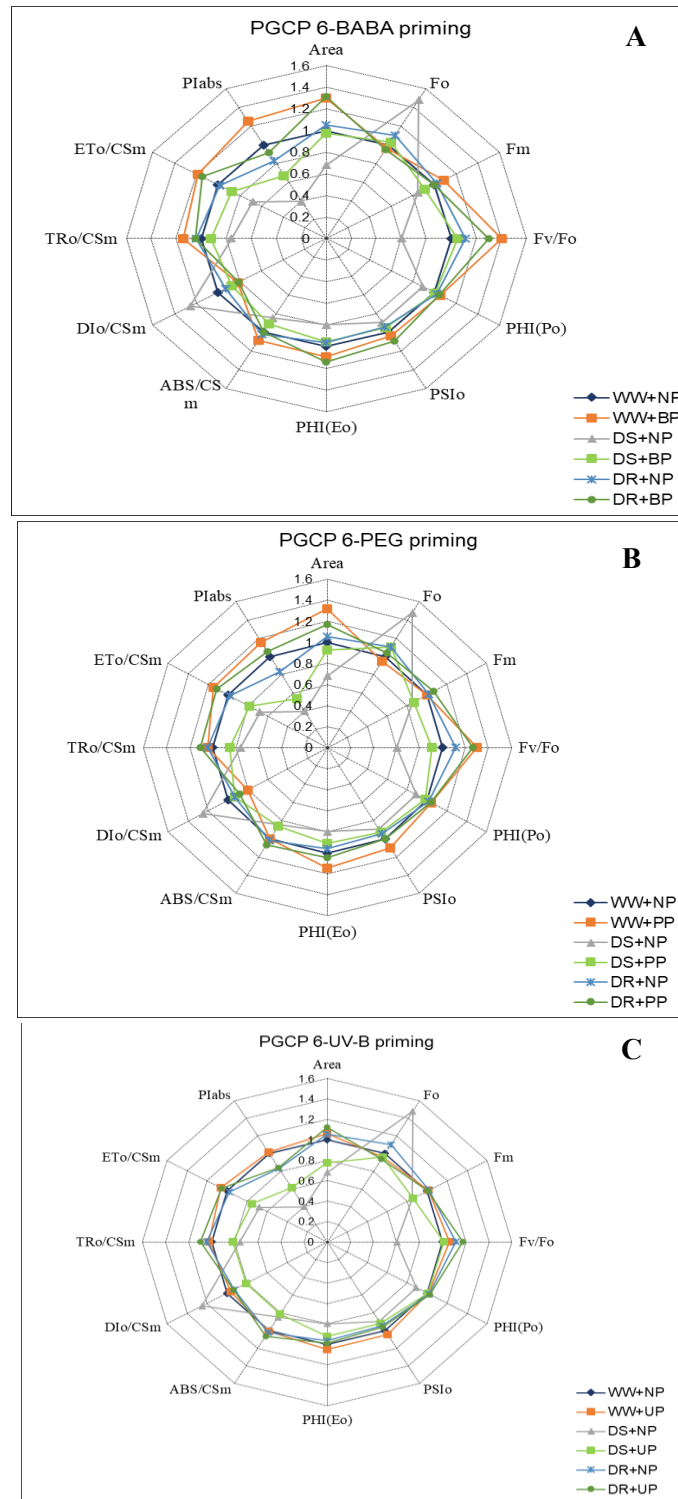 PGCP 6-BABA priming
A
Area
Fo
Fm
Fv/Fo
PHI(Po)
PSIo
PHI(Eo)
ABS/CS
m
DIo/CSm
TRo/CSm
ETo/CSm
PIabs
1.6
1.4
1.2
1
0.8
0.6
0.4
0.2
0
WW+NP
WW+BP
DS+NP
DS+BP
DR+NP
DR+BP
PGCP 6-PEG priming
B
Area
Fo
Fm
Fv/Fo
PHI(Po)
PSIo
PHI(Eo)
ABS/CSm
DIo/CSm
TRo/CSm
ETo/CSm
PIabs
1.6
1.4
1.2
1
0.8
0.6
0.4
0.2
0
WW+NP
WW+PP
DS+NP
DS+PP
DR+NP
DR+PP
PGCP 6-UV-B priming
C
Area
Fo
Fm
Fv/Fo
PHI(Po)
PSIo
PHI(Eo)
ABS/CSm
DIo/CSm
TRo/CSm
ETo/CSm
PIabs
1.6
1.4
1.2
1
0.8
0.6
0.4
0.2
0
WW+NP
WW+UP
DS+NP
DS+UP
DR+NP
DR+UP